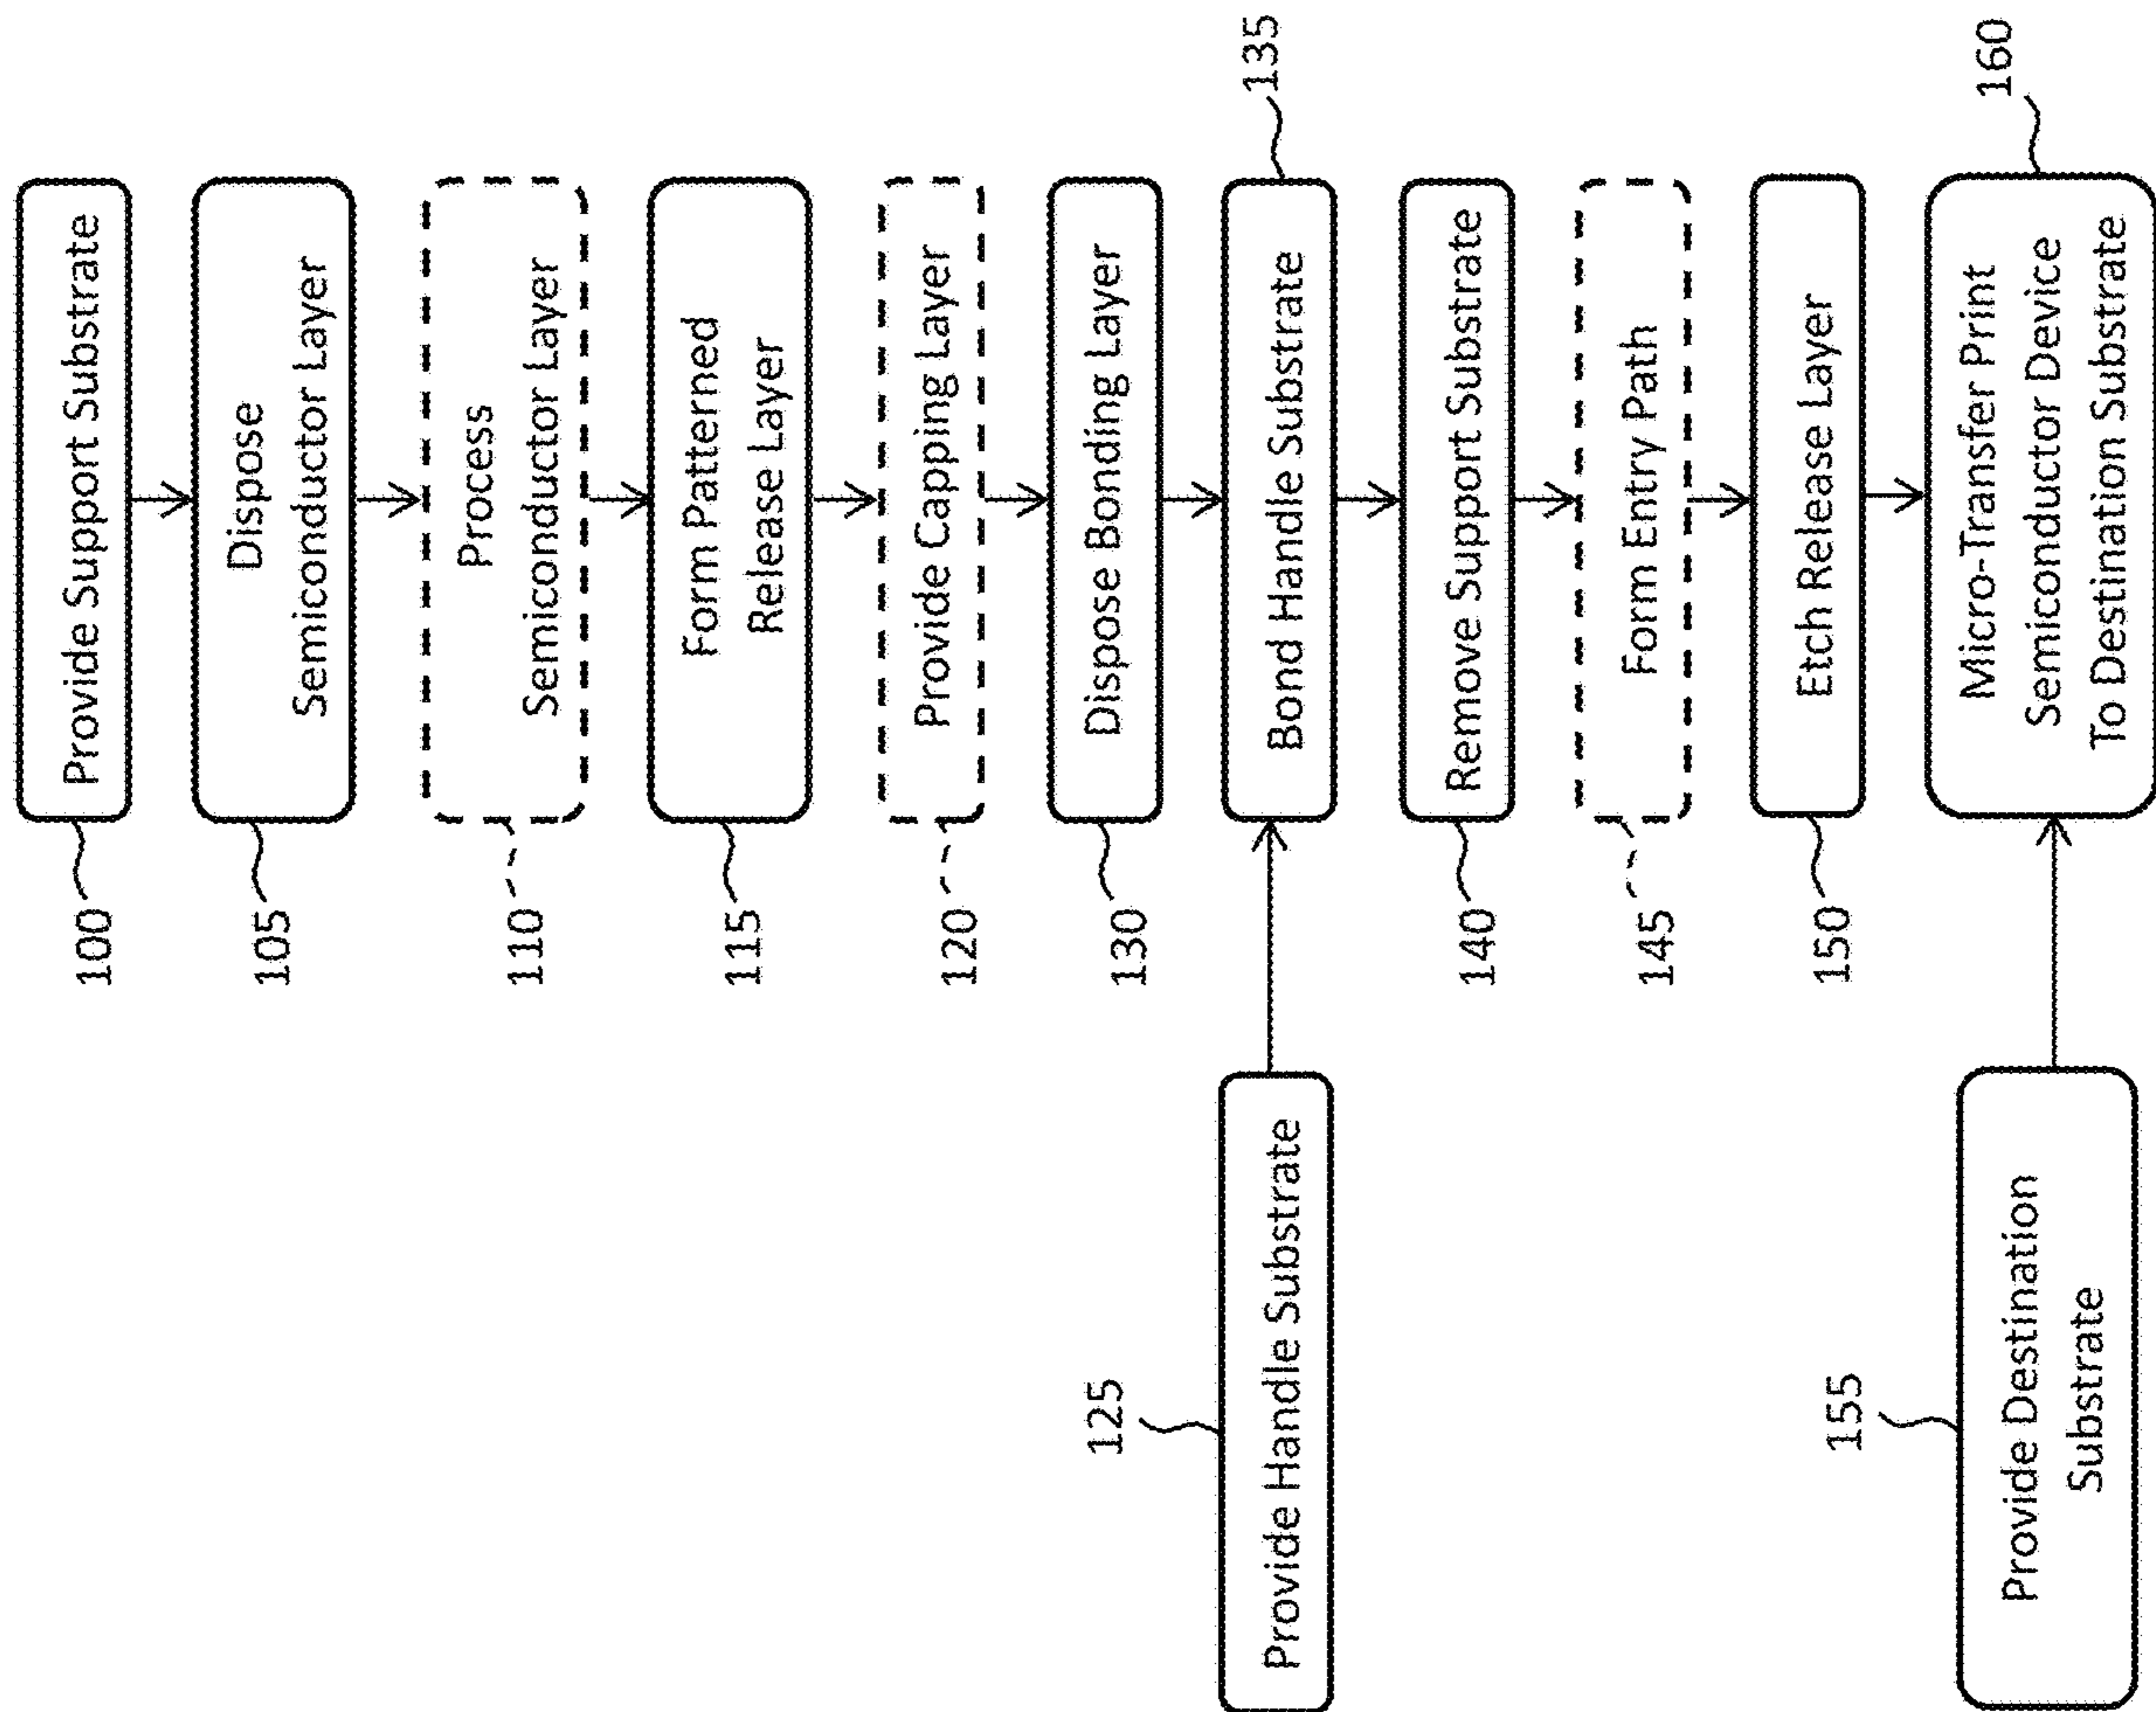 100
Provide Support Substrate
105
Dispose
Semiconductor Layer
110
Process
Semiconductor Layer
115
Form Patterned
Release Layer
120
Provide Capping Layer
130
Dispose Bonding Layer
125
Provide Handle Substrate
Bond Handle Substrate
135
140
Remove Support Substrate
145
Form Entry Path
150
Etch Release Layer
155
Provide Destination
Substrate
Micro-Transfer Print
Semiconductor Device
To Destination Substrate
160